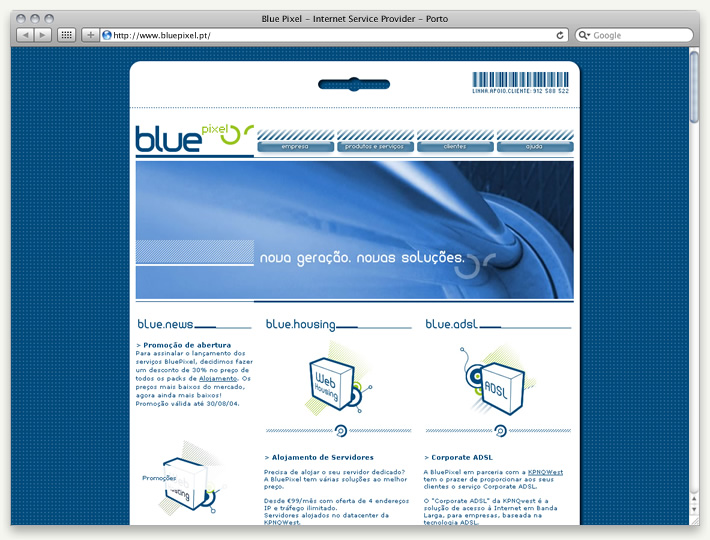 Blue Pixel – Internet Service Provider – Porto
http://www.bluepixel.pt/
Google
LINHA.APOIO.CLIENTE: 912 588 522
blue pixel
empresa
produtos e serviços
clientes
ajuda
nova geração. novas soluções.
blue.news
> Promoção de abertura
Para assinalar o lançamento dos
serviços BluePixel, decidimos fazer
um desconto de 30% no preço de
todos os packs de Alojamento. Os
preços mais baixos do mercado,
agora ainda mais baixos!
Promoção válida até 30/08/04.
Promoções
Web
Housing
blue.housing
Web
Housing
> Alojamento de Servidores
Precisa de alojar o seu servidor dedicado?
A BluePixel tem várias soluções ao melhor
preço.
Desde €99/mês com oferta de 4 endereços
IP e tráfego ilimitado.
Servidores alojados no datacenter da
KPNQWest.
blue.adsl
ADSL
> Corporate ADSL
A BluePixel em parceria com a KPNQWest
tem o prazer de proporcionar aos seus
clientes o serviço Corporate ADSL.
O "Corporate ADSL" da KPNQwest é a
solução de acesso à Internet em Banda
Larga, para empresas, baseada na
tecnologia ADSL.